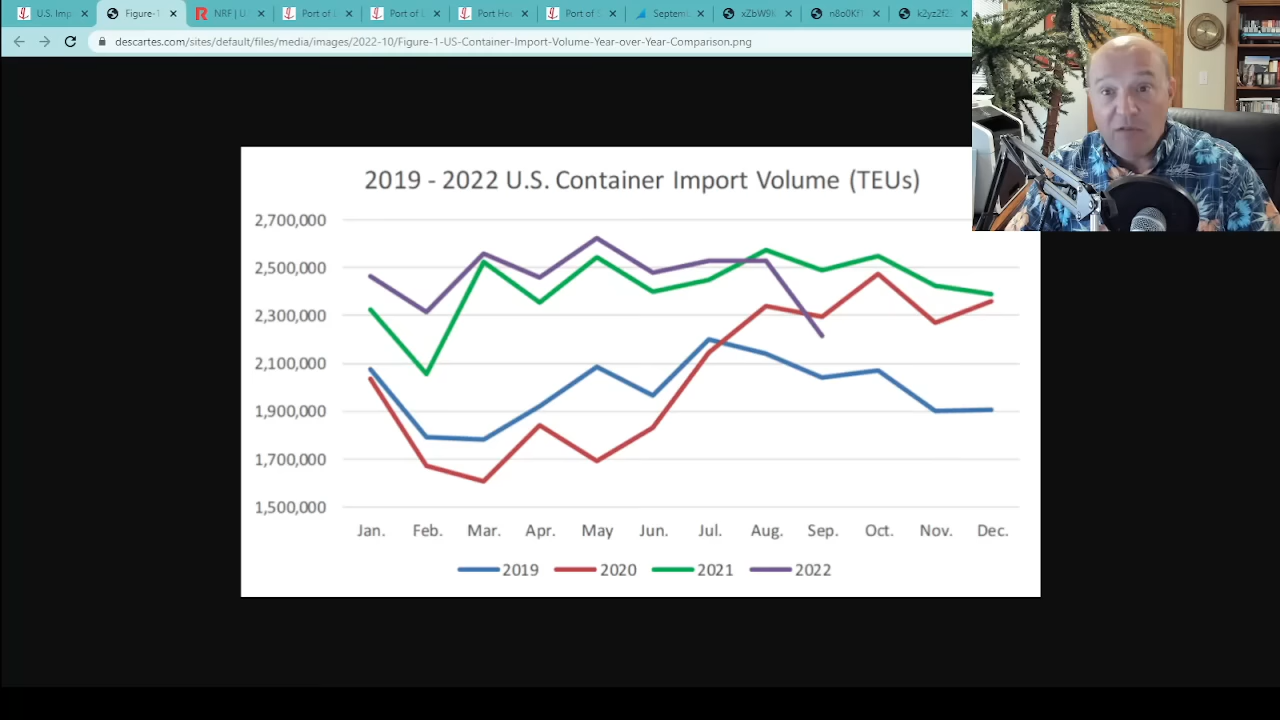 U.S. Imp
Figure-1
NRF | U.S
Port of L
Port of L
Port Ho
Port of
Septem
xZbW9I
n8o0Kf
k2yz2f2
descartes.com/sites/default/files/media/images/2022-10/Figure-1-US-Container-Import-Volume-Year-over-Year-Comparison.png
2019 - 2022 U.S. Container Import Volume (TEUs)
2,700,000
2,500,000
2,300,000
2,100,000
1,900,000
1,700,000
1,500,000
Jan. Feb. Mar. Apr. May Jun. Jul. Aug. Sep. Oct. Nov. Dec.
2019 2020 2021 2022